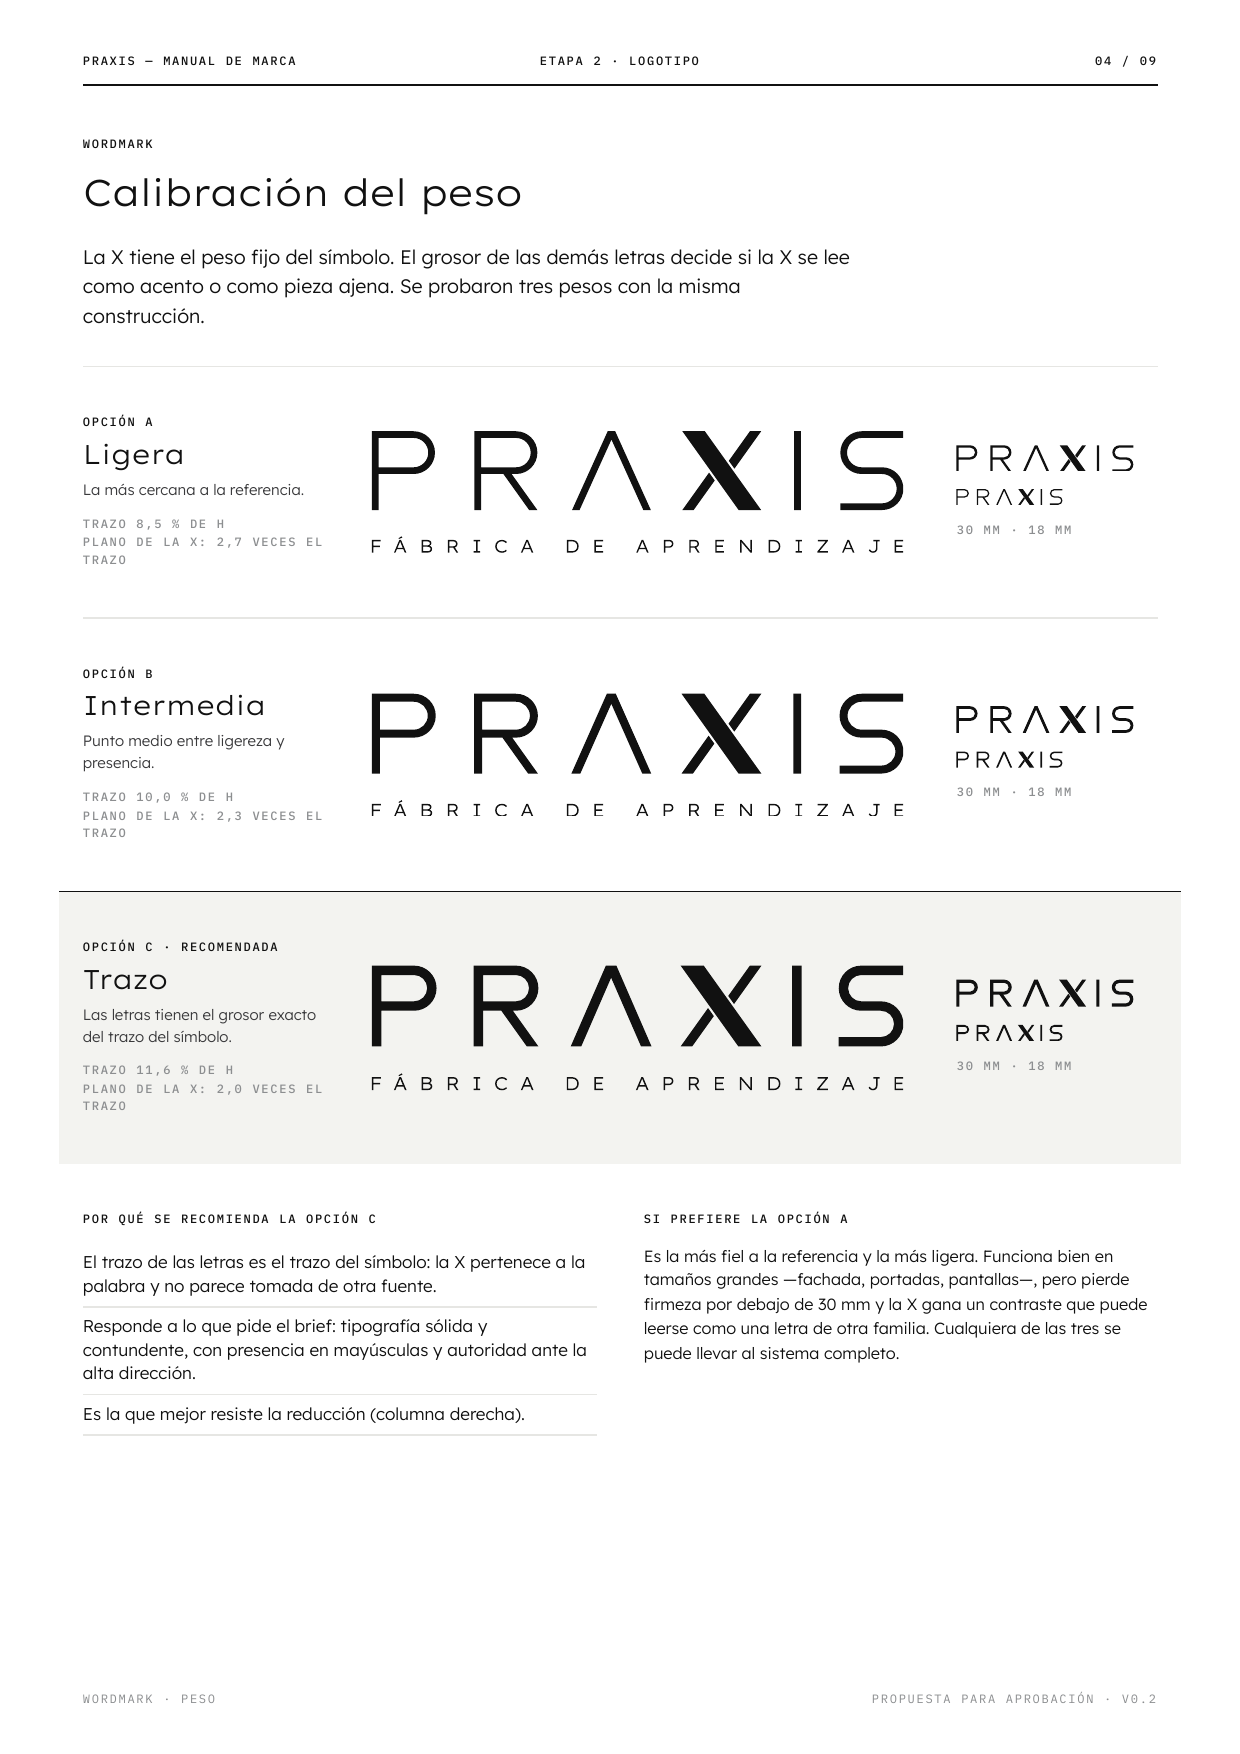 PRAXIS — MANUAL DE MARCA
ETAPA 2 · LOGOTIPO
04 / 09
WORDMARK
Calibración del peso
La X tiene el peso fijo del símbolo. El grosor de las demás letras decide si la X se lee
como acento o como pieza ajena. Se probaron tres pesos con la misma
construcción.
OPCIÓN A
Ligera
La más cercana a la referencia.
TRAZO 8,5 % DE H
PLANO DE LA X: 2,7 VECES EL
TRAZO
PRAXIS
FÁBRICA DE APRENDIZAJE
PRAXIS
PRAXIS
30 MM · 18 MM
OPCIÓN B
Intermedia
Punto medio entre ligereza y
presencia.
TRAZO 10,0 % DE H
PLANO DE LA X: 2,3 VECES EL
TRAZO
PRAXIS
FÁBRICA DE APRENDIZAJE
PRAXIS
PRAXIS
30 MM · 18 MM
OPCIÓN C · RECOMENDADA
Trazo
Las letras tienen el grosor exacto
del trazo del símbolo.
TRAZO 11,6 % DE H
PLANO DE LA X: 2,0 VECES EL
TRAZO
PRAXIS
FÁBRICA DE APRENDIZAJE
PRAXIS
PRAXIS
30 MM · 18 MM
POR QUÉ SE RECOMIENDA LA OPCIÓN C
El trazo de las letras es el trazo del símbolo: la X pertenece a la
palabra y no parece tomada de otra fuente.
Responde a lo que pide el brief: tipografía sólida y
contundente, con presencia en mayúsculas y autoridad ante la
alta dirección.
Es la que mejor resiste la reducción (columna derecha).
SI PREFIERE LA OPCIÓN A
Es la más fiel a la referencia y la más ligera. Funciona bien en
tamaños grandes —fachada, portadas, pantallas—, pero pierde
firmeza por debajo de 30 mm y la X gana un contraste que puede
leerse como una letra de otra familia. Cualquiera de las tres se
puede llevar al sistema completo.
WORDMARK · PESO
PROPUESTA PARA APROBACIÓN · V0.2